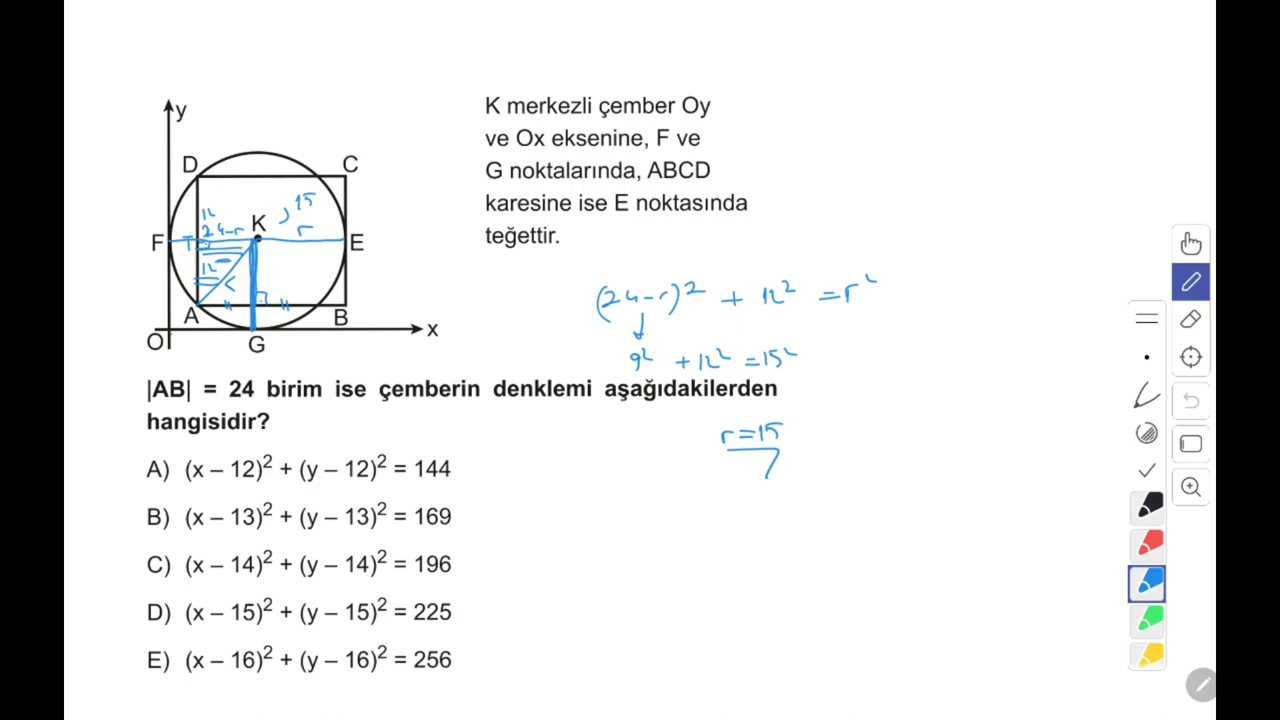 y
D
C
12
24-r
15
K
r
F
T
E
12
A
B
O
G
x
K merkezli çember Oy
ve Ox eksenine, F ve
G noktalarında, ABCD
karesine ise E noktasında
teğettir.
(24-r)² + 12² = r²
9² + 12² = 15²
|AB| = 24 birim ise çemberin denklemi aşağıdakilerden
hangisidir?
r = 15
A) (x – 12)² + (y – 12)² = 144
B) (x – 13)² + (y – 13)² = 169
C) (x – 14)² + (y – 14)² = 196
D) (x – 15)² + (y – 15)² = 225
E) (x – 16)² + (y – 16)² = 256